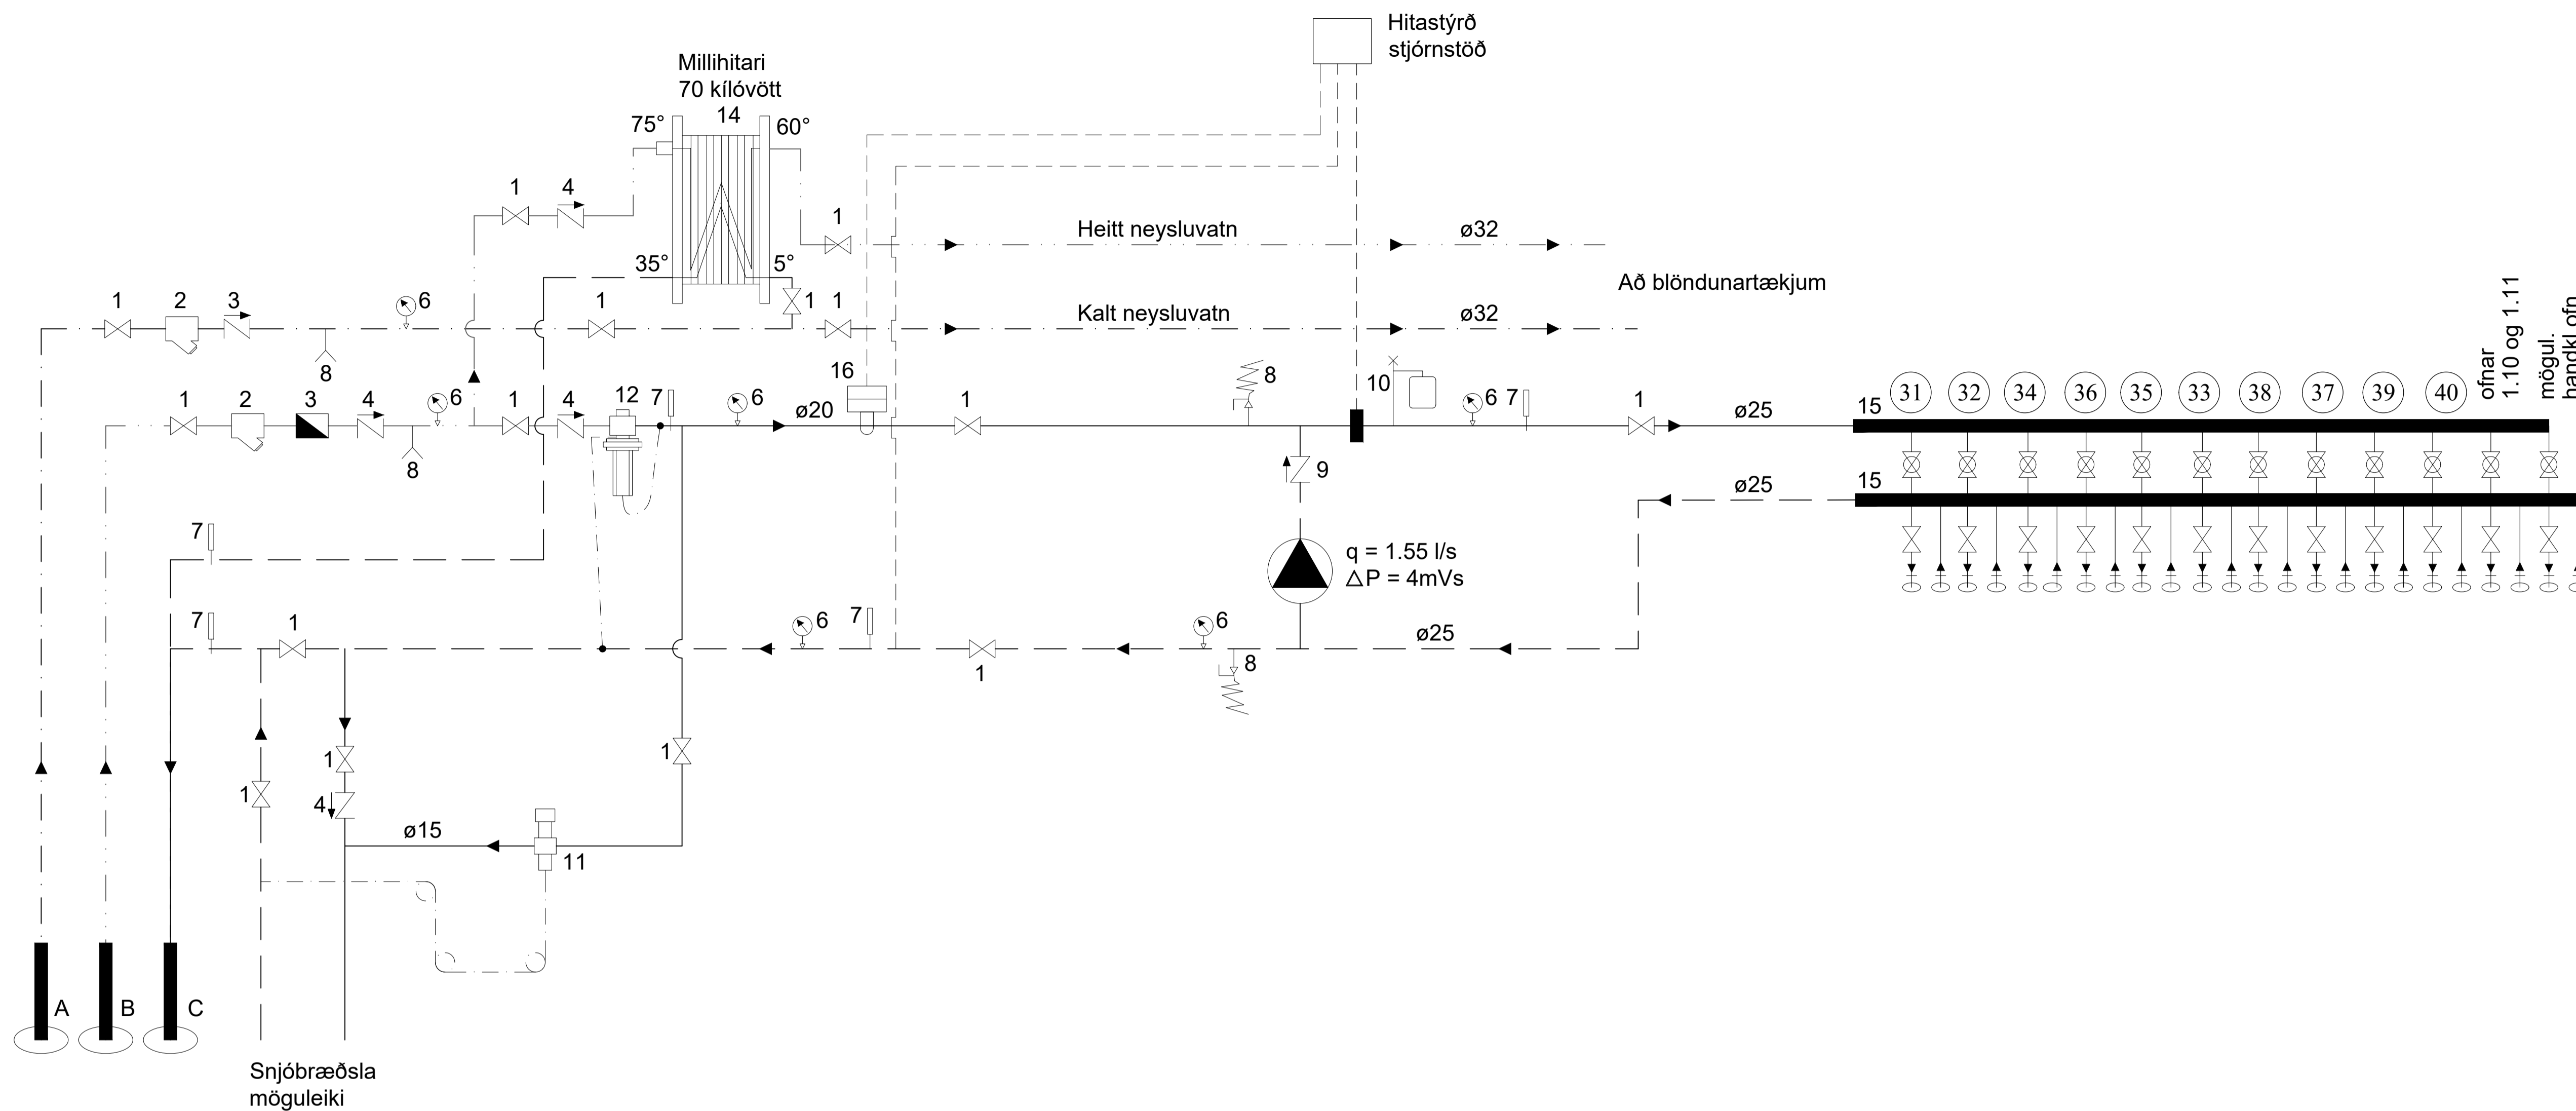 Hitastýrð
stjórnstöð
Millihitari
70 kílóvött
14
75°
60°
1
4
1
Heitt neysluvatn
ø32
35°
5°
Að blöndunartækjum
1
2
3
6
1
1
1
Kalt neysluvatn
ø32
8
ofnar
1.10 og 1.11
mögul.
handkl.ofn
16
8
10
1
2
3
4
6
1
4
12
7
6
ø20
1
6
7
1
ø25
15
31
32
34
36
35
33
38
37
39
40
8
9
ø25
15
7
q = 1.55 l/s
△P = 4mVs
7
1
6
7
1
6
8
ø25
1
1
1
4
ø15
11
A
B
C
Snjóbræðsla
möguleiki